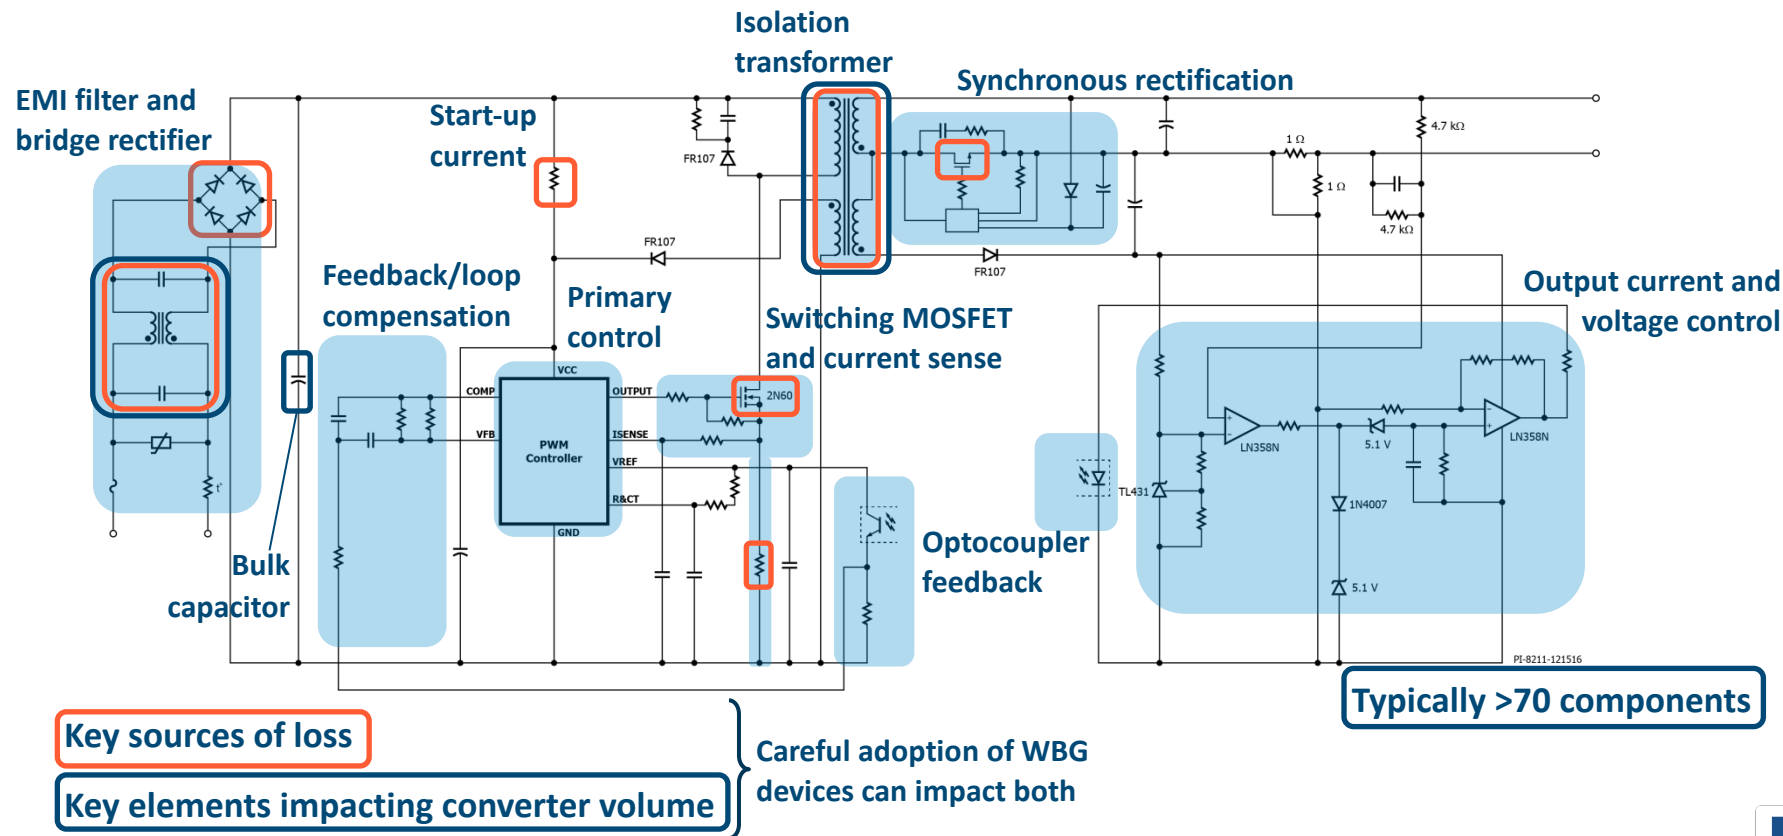 Isolation
transformer
Synchronous rectification
EMI filter and
bridge rectifier
Start-up
current
FR107
4.7 kΩ
1 Ω
1 Ω
4.7 kΩ
FR107
FR107
Feedback/loop
compensation
Primary
control
Switching MOSFET
and current sense
Output current and
voltage control
VCC
COMP
OUTPUT
2N60
VFB
ISENSE
PWM
Controller
VREF
R&CT
GND
LN358N
5.1 V
LN358N
t°
TL431
1N4007
5.1 V
Bulk
capacitor
Optocoupler
feedback
PI-8211-121516
Typically >70 components
Key sources of loss
Key elements impacting converter volume
Careful adoption of WBG
devices can impact both